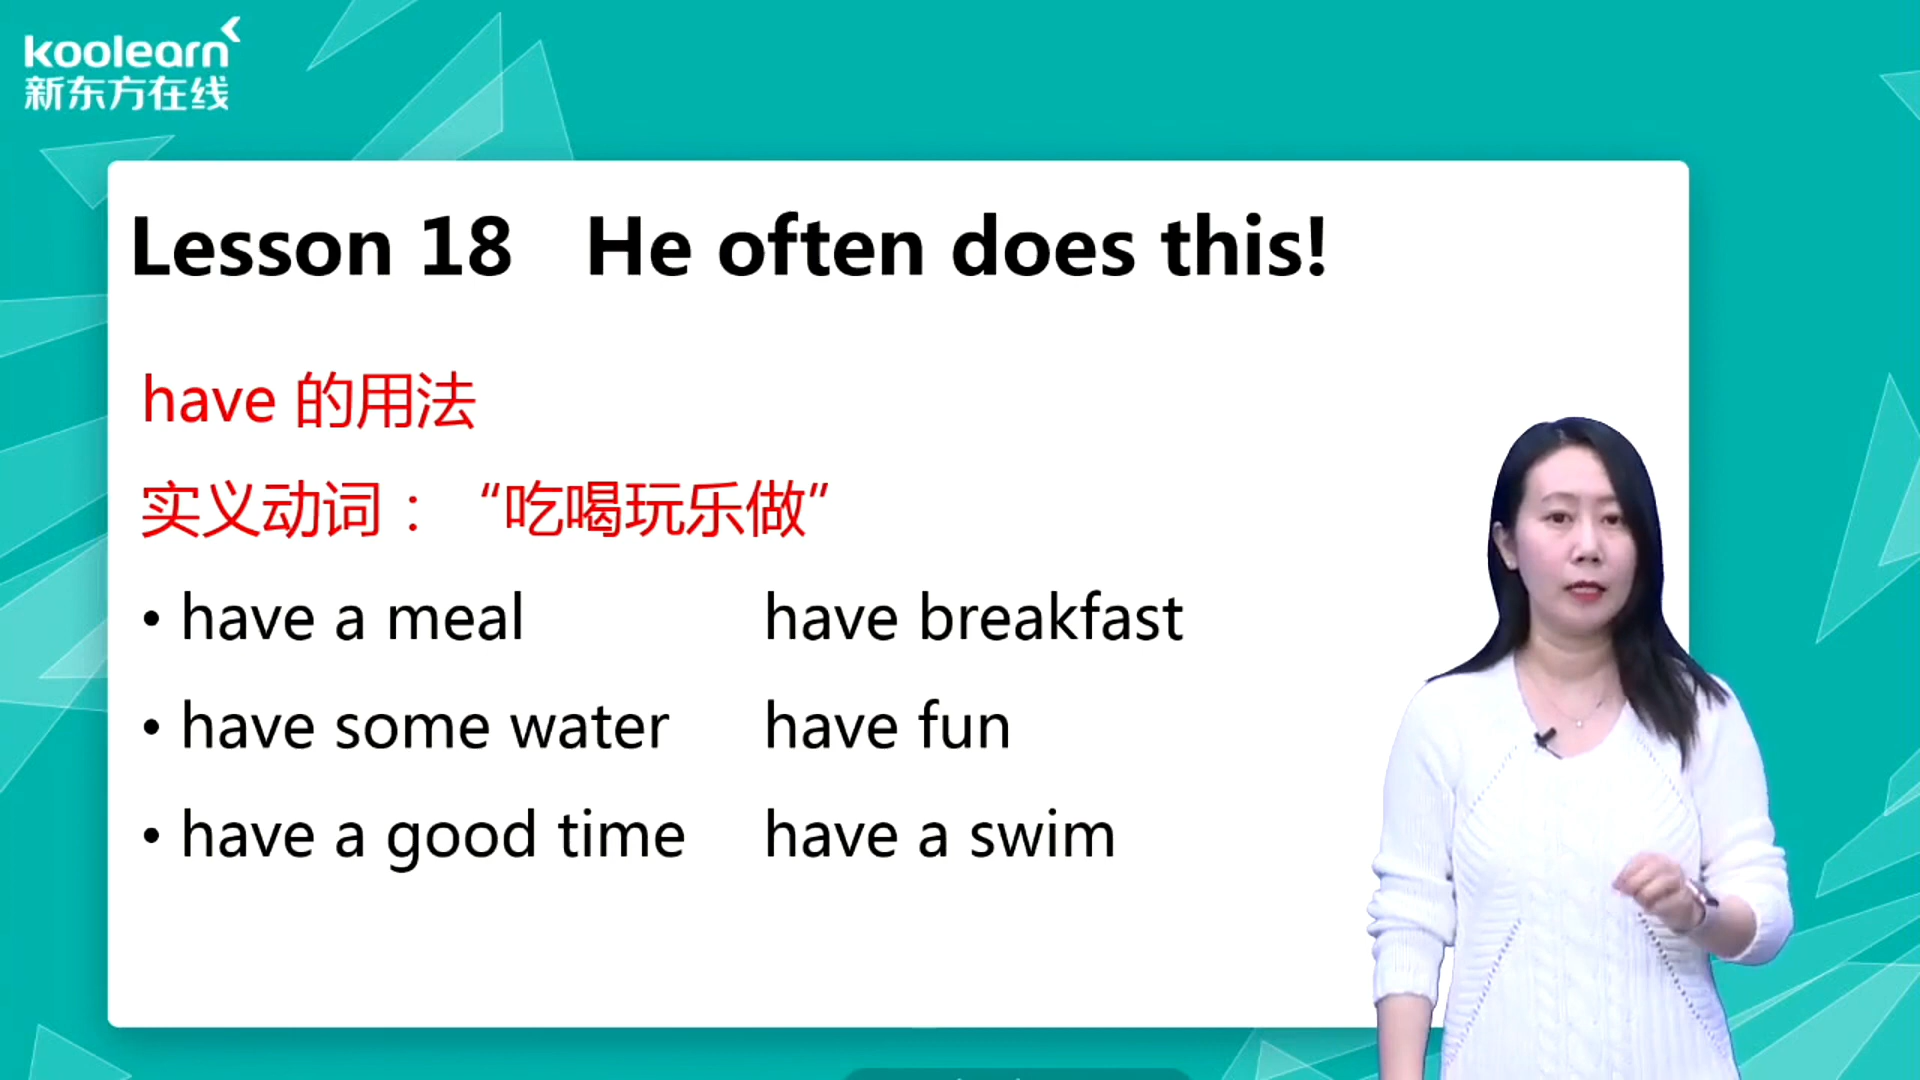 koolearn
新东方在线
Lesson 18 He often does this!
have 的用法
实义动词：“吃喝玩乐做”
• have a meal have breakfast
• have some water have fun
• have a good time have a swim